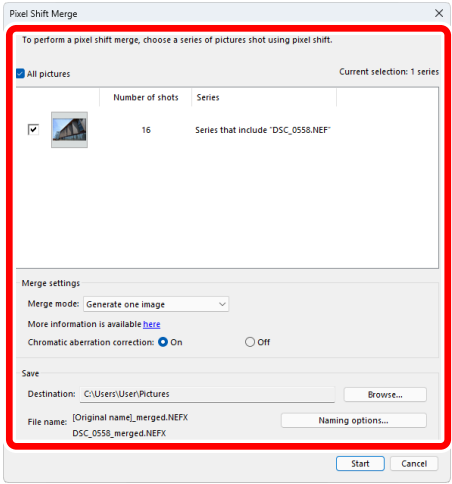 Pixel Shift Merge
To perform a pixel shift merge, choose a series of pictures shot using pixel shift.
All pictures
Current selection: 1 series
Number of shots Series
16 Series that include "DSC_0558.NEF"
Merge settings
Merge mode: Generate one image
More information is available here
Chromatic aberration correction: On Off
Save
Destination: C:\Users\User\Pictures Browse...
File name: [Original name]_merged.NEFX Naming options...
DSC_0558_merged.NEFX
Start Cancel